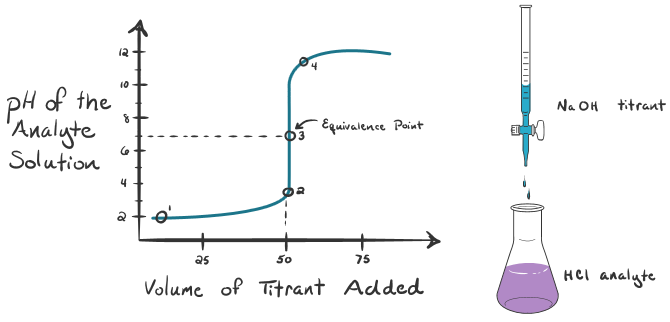 pH of the
Analyte
Solution
12
10
8
6
4
2
1
2
3
4
Equivalence Point
25
50
75
Volume of Titrant Added
NaOH titrant
HCl analyte